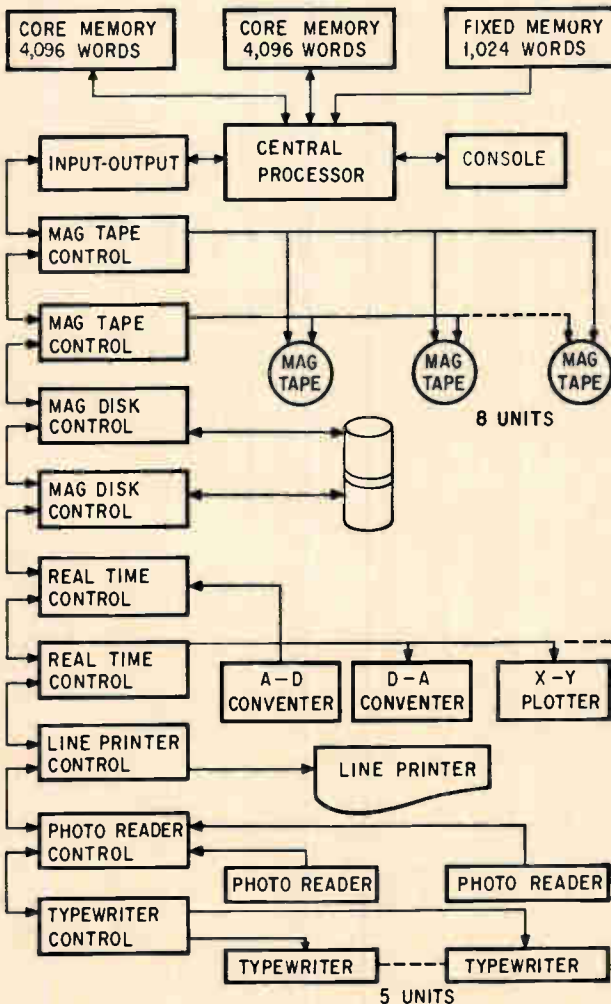 CORE MEMORY
4,096 WORDS
CORE MEMORY
4,096 WORDS
FIXED MEMORY
1,024 WORDS
INPUT-OUTPUT
CENTRAL
PROCESSOR
CONSOLE
MAG TAPE
CONTROL
MAG TAPE
CONTROL
MAG
TAPE
MAG
TAPE
MAG
TAPE
8 UNITS
MAG DISK
CONTROL
MAG DISK
CONTROL
REAL TIME
CONTROL
REAL TIME
CONTROL
A-D
CONVENTER
D-A
CONVENTER
X-Y
PLOTTER
LINE PRINTER
CONTROL
LINE PRINTER
PHOTO READER
CONTROL
PHOTO READER
PHOTO READER
TYPEWRITER
CONTROL
TYPEWRITER
TYPEWRITER
5 UNITS